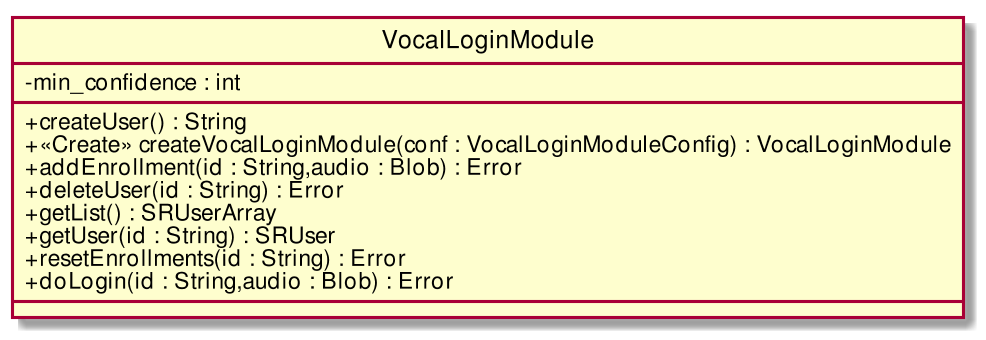 VocalLoginModule
-min_confidence : int
+createUser() : String
+«Create» createVocalLoginModule(conf : VocalLoginModuleConfig) : VocalLoginModule
+addEnrollment(id : String,audio : Blob) : Error
+deleteUser(id : String) : Error
+getList() : SRUserArray
+getUser(id : String) : SRUser
+resetEnrollments(id : String) : Error
+doLogin(id : String,audio : Blob) : Error